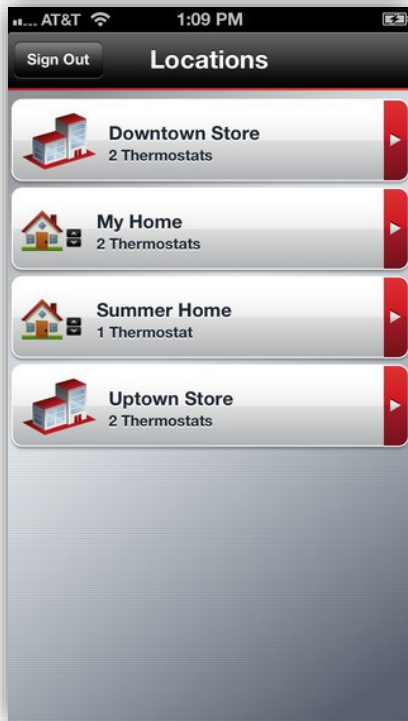 AT&T 1:09 PM
Sign Out Locations
Downtown Store
2 Thermostats
My Home
2 Thermostats
Summer Home
1 Thermostat
Uptown Store
2 Thermostats